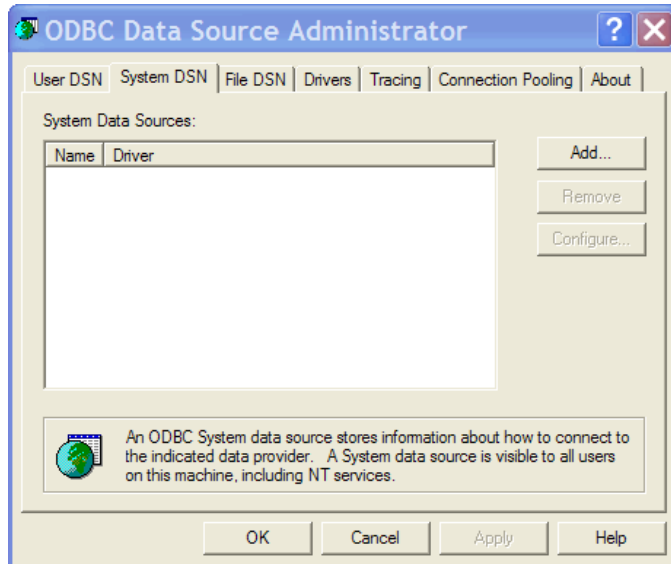 ODBC Data Source Administrator
User DSN System DSN File DSN Drivers Tracing Connection Pooling About
System Data Sources:
Name Driver
Add...
Remove
Configure...
An ODBC System data source stores information about how to connect to
the indicated data provider. A System data source is visible to all users
on this machine, including NT services.
OK Cancel Apply Help